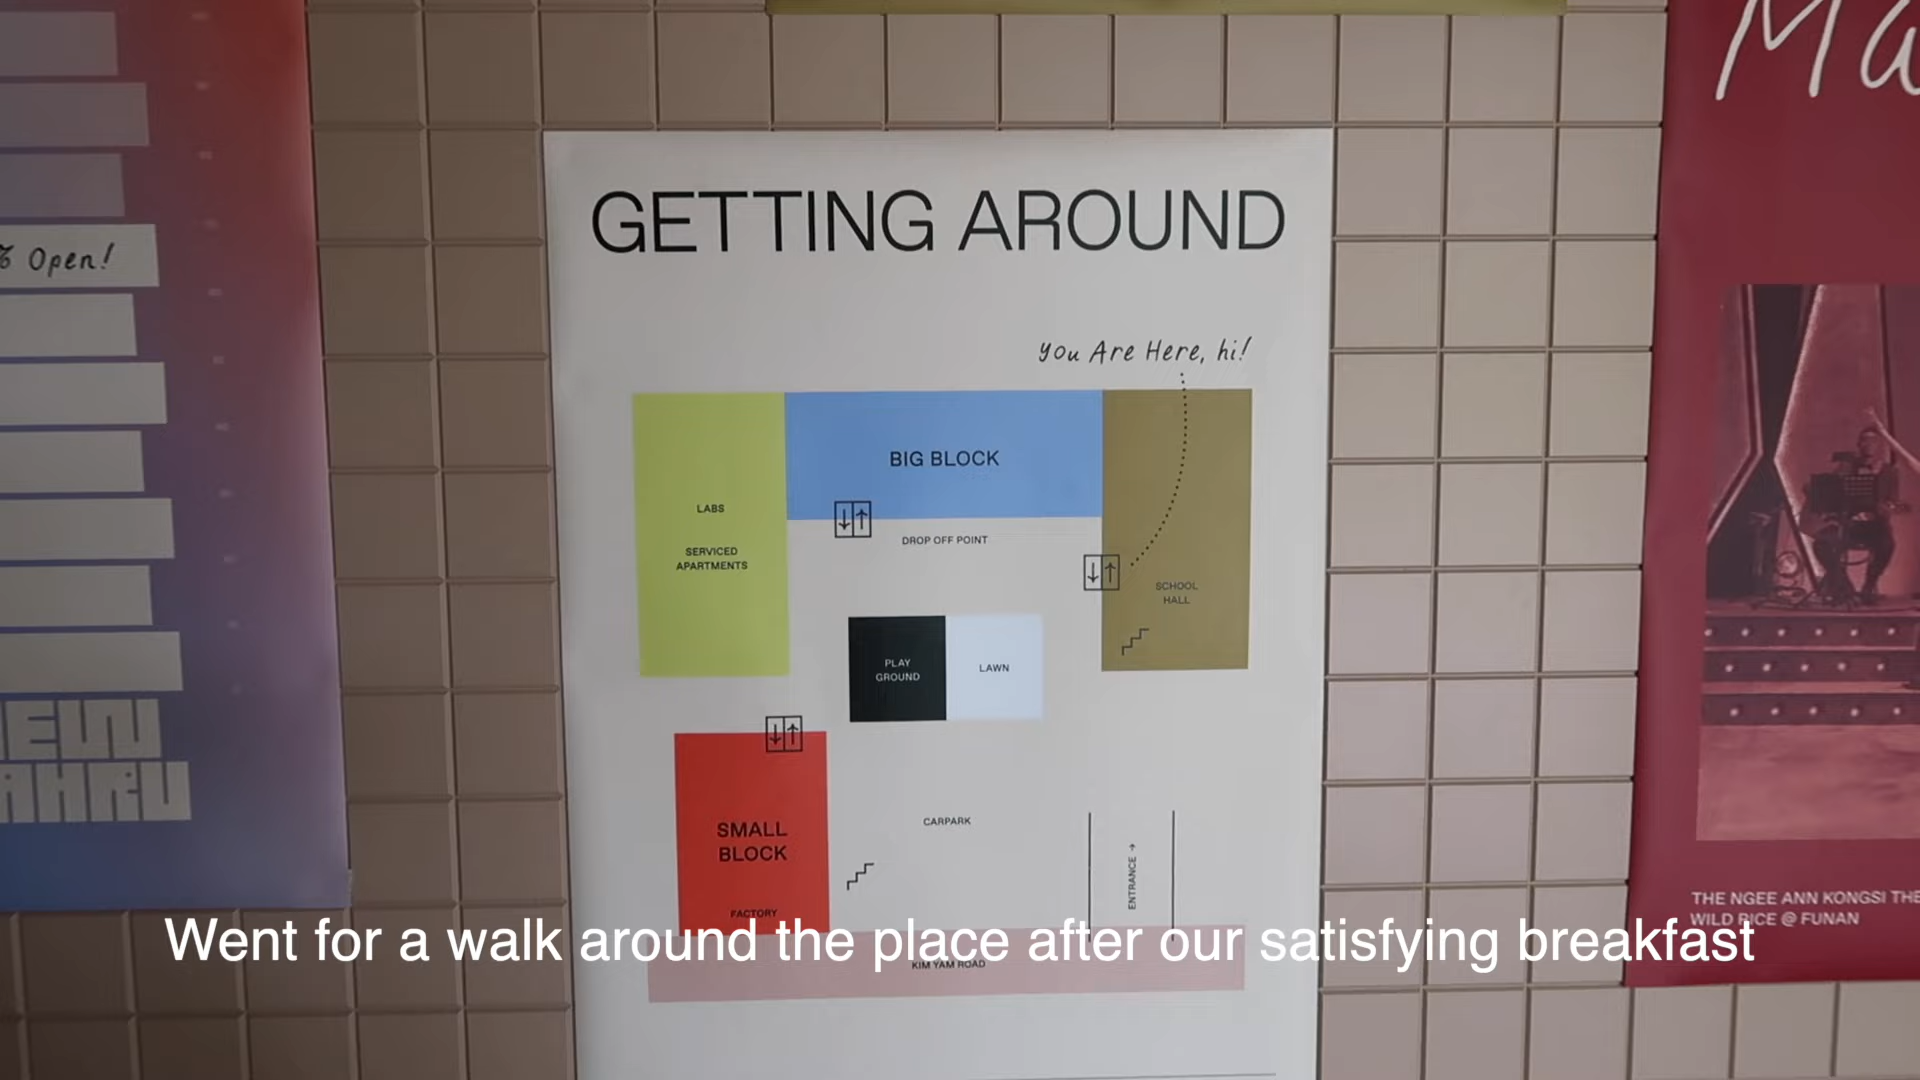 GETTING AROUND
you Are Here, hi!
BIG BLOCK
LABS
SERVICED
APARTMENTS
DROP OFF POINT
SCHOOL
HALL
PLAY
GROUND
LAWN
SMALL
BLOCK
FACTORY
CARPARK
ENTRANCE →
KIM YAM ROAD
Open!
Ma
THE NGEE ANN KONGSI THE
WILD RICE @ FUNAN
Went for a walk around the place after our satisfying breakfast